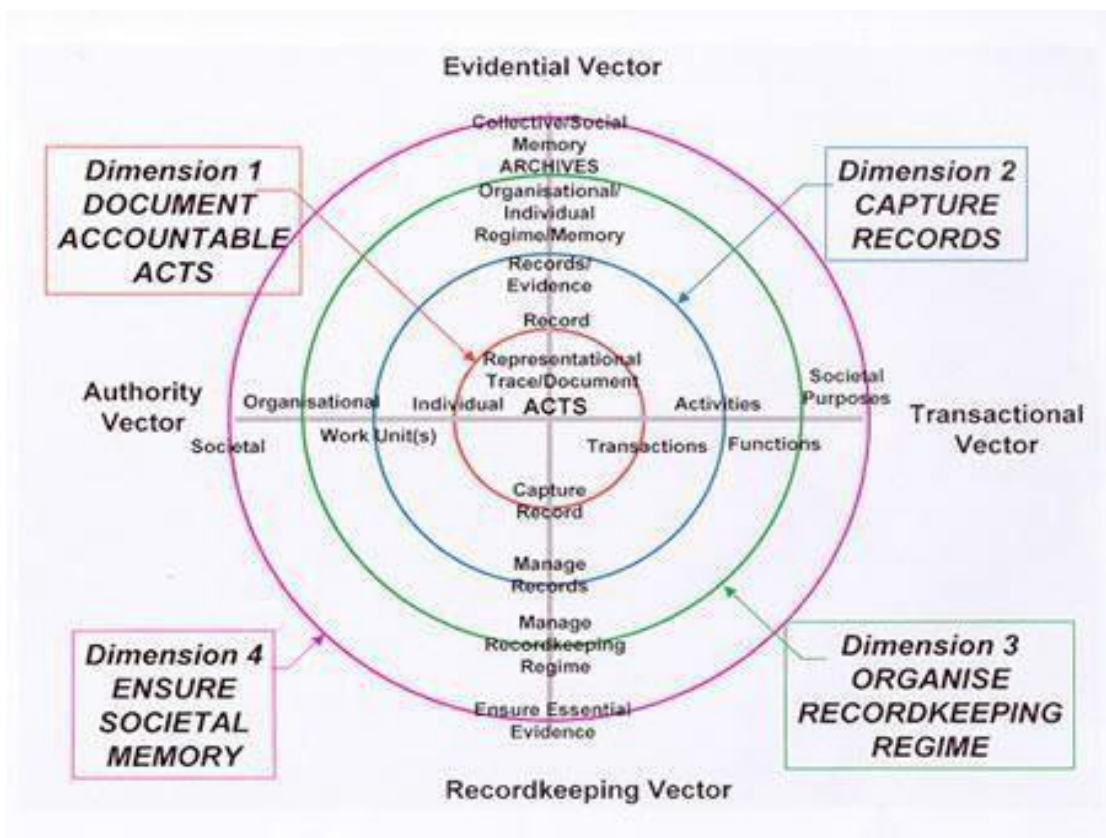 Evidential Vector
Collective/Social
Memory
ARCHIVES
Organisational/
Individual
Regime/Memory
Records/
Evidence
Record
Representational
Trace/Document
ACTS
Dimension 1
DOCUMENT
ACCOUNTABLE
ACTS
Dimension 2
CAPTURE
RECORDS
Authority
Vector
Organisational
Individual
Societal
Work Unit(s)
Activities
Societal
Purposes
Transactions
Functions
Transactional
Vector
Capture
Record
Manage
Records
Manage
Recordkeeping
Regime
Ensure Essential
Evidence
Dimension 4
ENSURE
SOCIETAL
MEMORY
Dimension 3
ORGANISE
RECORDKEEPING
REGIME
Recordkeeping Vector